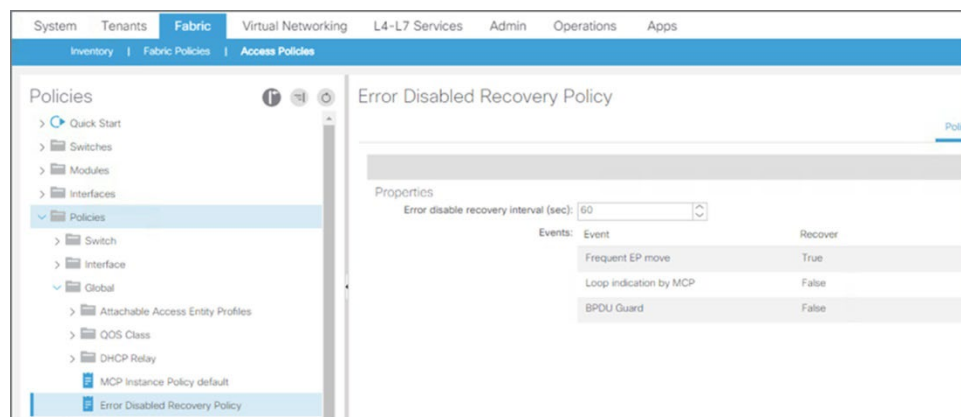 System Tenants Fabric Virtual Networking L4-L7 Services Admin Operations Apps
Inventory | Fabric Policies | Access Policies
Policies
Quick Start
Switches
Modules
Interfaces
Policies
Switch
Interface
Global
Attachable Access Entity Profiles
QOS Class
DHCP Relay
MCP Instance Policy default
Error Disabled Recovery Policy
Error Disabled Recovery Policy
Poli
Properties
Error disable recovery interval (sec): 60
Events: Event Recover
Frequent EP move True
Loop indication by MCP False
BPDU Guard False